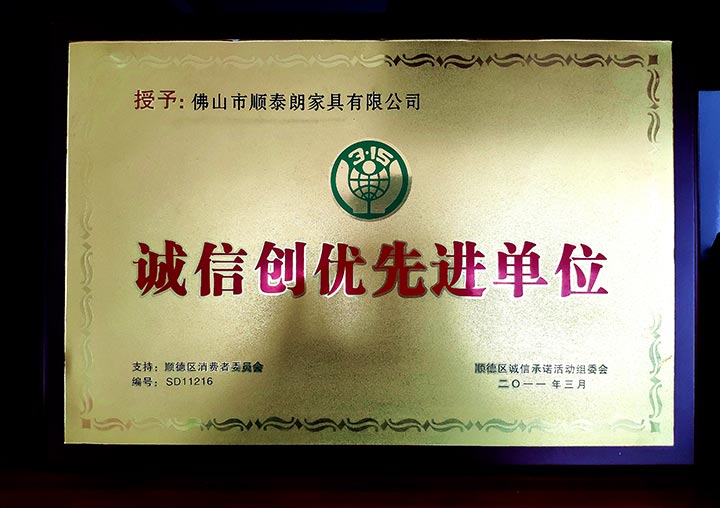 授予:佛山市顺泰朗家具有限公司
3·15
诚信创优先进单位
支持：顺德区消费者委员会
编号：SD11216
顺德区诚信承诺活动组委会
二〇一一年三月